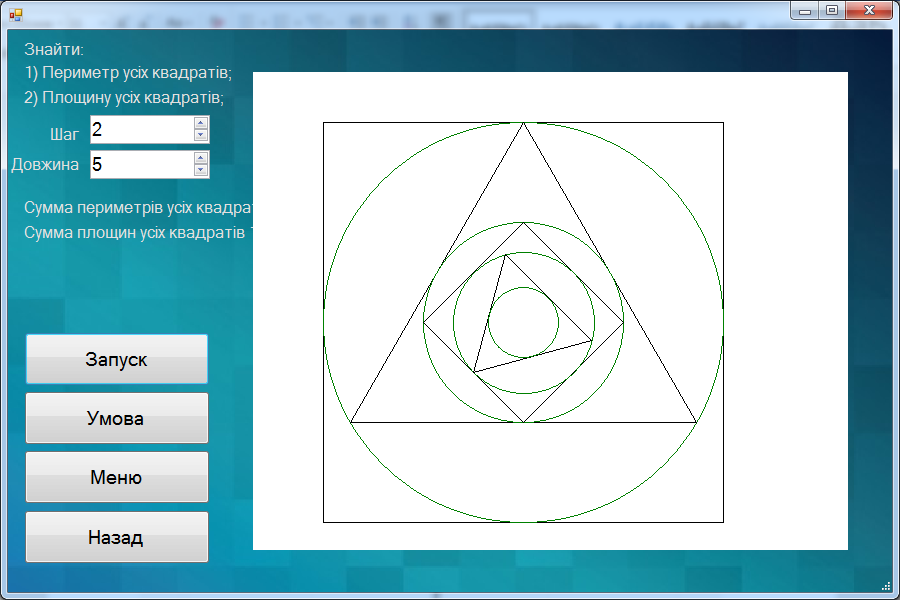 Знайти:
1) Периметр усіх квадратів;
2) Площину усіх квадратів;
Шаг 2
Довжина 5
Сумма периметрів усіх
Сумма площин усіх квадратів
Запуск
Умова
Меню
Назад